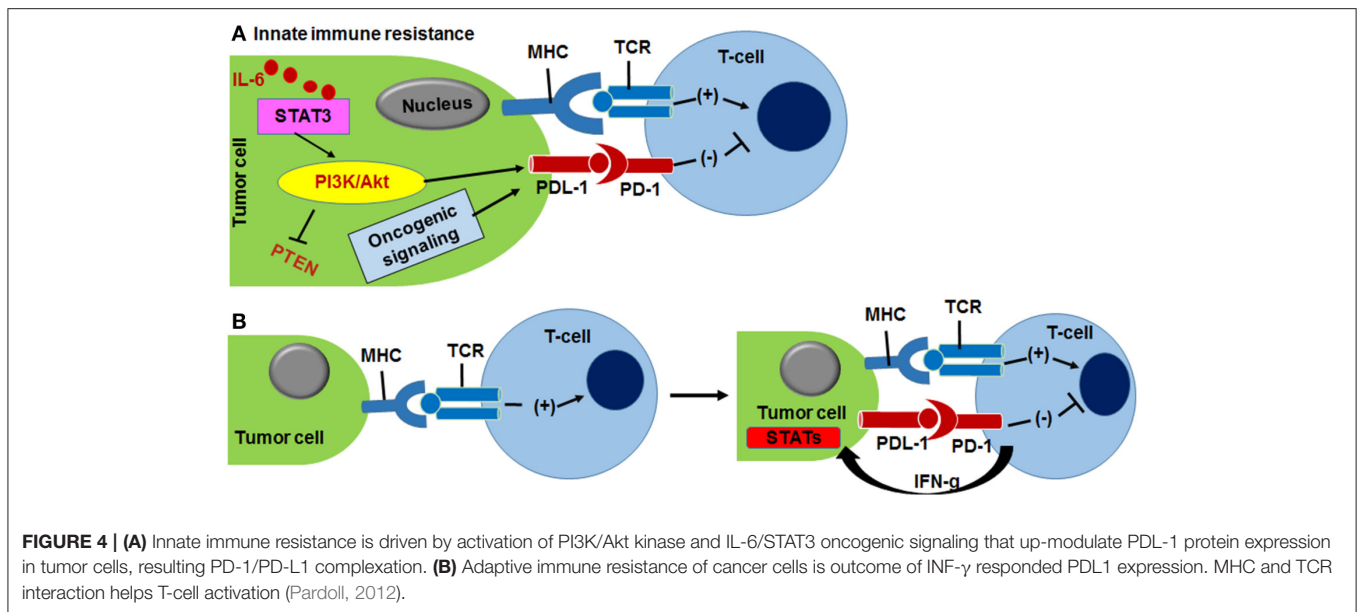 A Innate immune resistance
IL-6
STAT3
Nucleus
MHC
TCR
T-cell
(+)
(-)
Tumor cell
PI3K/Akt
PTEN
Oncogenic
signaling
PDL-1
PD-1
B
MHC
TCR
T-cell
(+)
Tumor cell
MHC
TCR
T-cell
(+)
(-)
Tumor cell
STATs
PDL-1
PD-1
IFN-g
FIGURE 4 | (A) Innate immune resistance is driven by activation of PI3K/Akt kinase and IL-6/STAT3 oncogenic signaling that up-modulate PDL-1 protein expression
in tumor cells, resulting PD-1/PD-L1 complexation. (B) Adaptive immune resistance of cancer cells is outcome of INF-γ responded PDL1 expression. MHC and TCR
interaction helps T-cell activation (Pardoll, 2012).